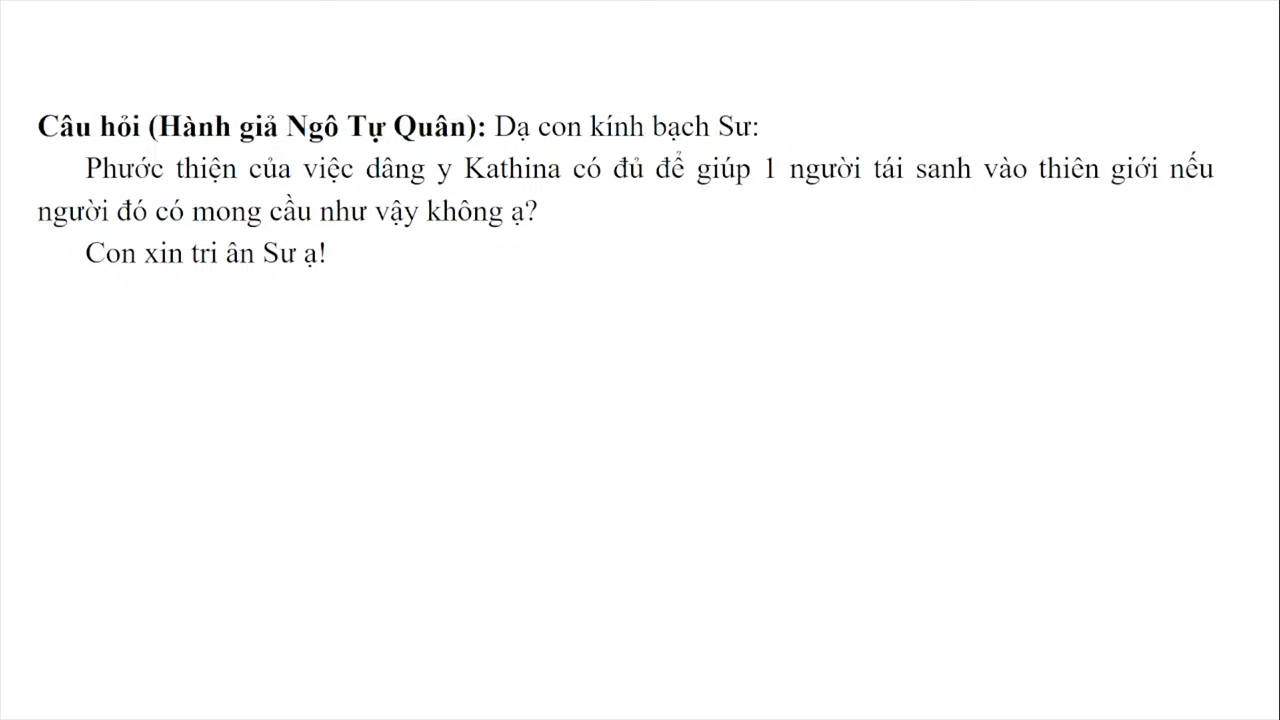 Câu hỏi (Hành giả Ngô Tự Quân): Dạ con kính bạch Sư:
Phước thiện của việc dâng y Kathina có đủ để giúp 1 người tái sanh vào thiên giới nếu
người đó có mong cầu như vậy không ạ?
Con xin tri ân Sư ạ!